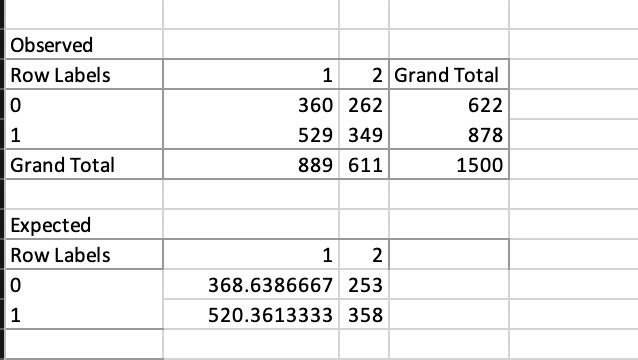 Observed
Row Labels 1 2 Grand Total
0 360 262 622
1 529 349 878
Grand Total 889 611 1500
Expected
Row Labels 1 2
0 368.6386667 253
1 520.3613333 358